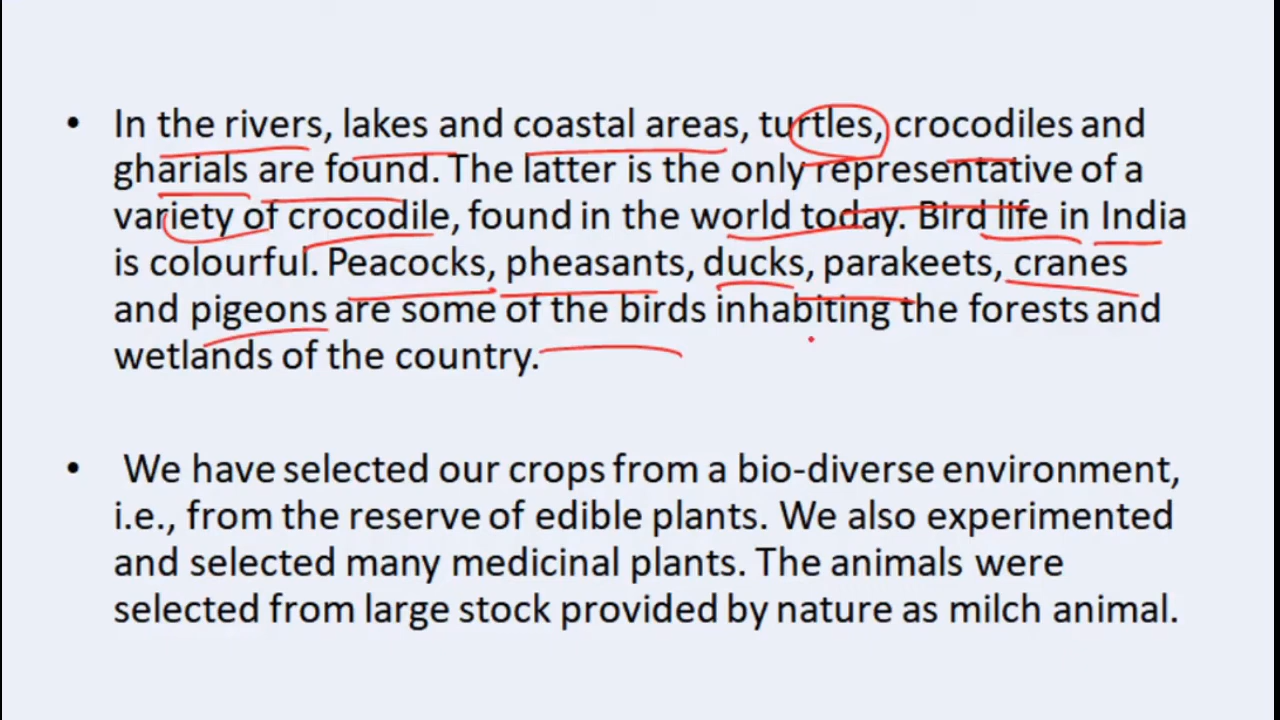 • In the rivers, lakes and coastal areas, turtles, crocodiles and
gharials are found. The latter is the only representative of a
variety of crocodile, found in the world today. Bird life in India
is colourful. Peacocks, pheasants, ducks, parakeets, cranes
and pigeons are some of the birds inhabiting the forests and
wetlands of the country.
• We have selected our crops from a bio-diverse environment,
i.e., from the reserve of edible plants. We also experimented
and selected many medicinal plants. The animals were
selected from large stock provided by nature as milch animal.